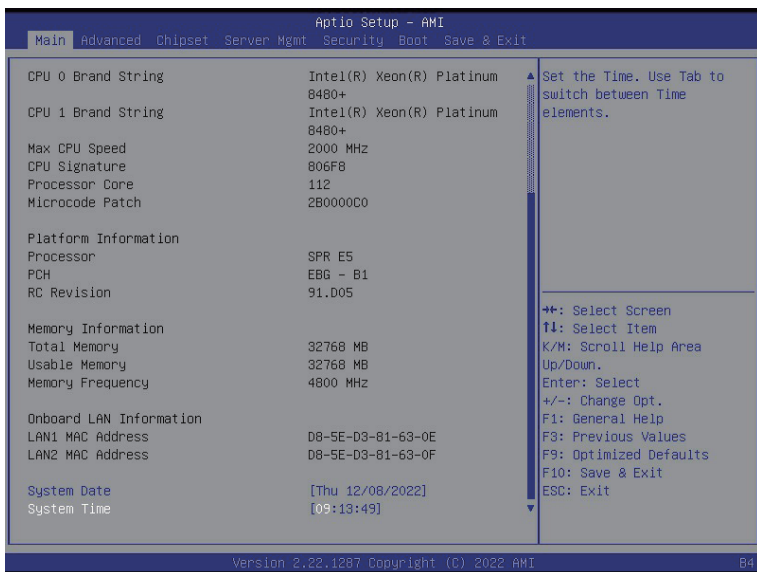 Aptio Setup – AMI
Main Advanced Chipset Server Mgmt Security Boot Save & Exit
CPU 0 Brand String Intel(R) Xeon(R) Platinum
8480+
CPU 1 Brand String Intel(R) Xeon(R) Platinum
8480+
Max CPU Speed 2000 MHz
CPU Signature 806F8
Processor Core 112
Microcode Patch 2B0000C0
Platform Information
Processor SPR E5
PCH EBG – B1
RC Revision 91.D05
Memory Information
Total Memory 32768 MB
Usable Memory 32768 MB
Memory Frequency 4800 MHz
Onboard LAN Information
LAN1 MAC Address D8-5E-D3-81-63-0E
LAN2 MAC Address D8-5E-D3-81-63-0F
System Date [Thu 12/08/2022]
System Time [09:13:49]
Set the Time. Use Tab to
switch between Time
elements.
→←: Select Screen
↑↓: Select Item
K/M: Scroll Help Area
Up/Down.
Enter: Select
+/-: Change Opt.
F1: General Help
F3: Previous Values
F9: Optimized Defaults
F10: Save & Exit
ESC: Exit
Version 2.22.1287 Copyright (C) 2022 AMI
B4